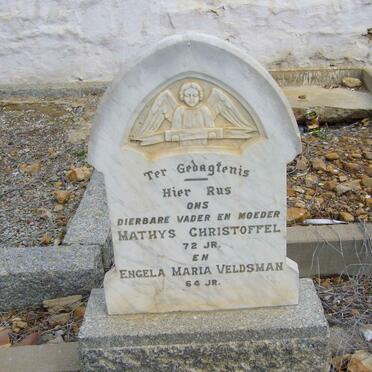 Ter Gedagtenis
Hier Rus
ONS
DIERBARE VADER EN MOEDER
MATHYS CHRISTOFFEL
72 JR.
EN
ENGELA MARIA VELDSMAN
64 JR.